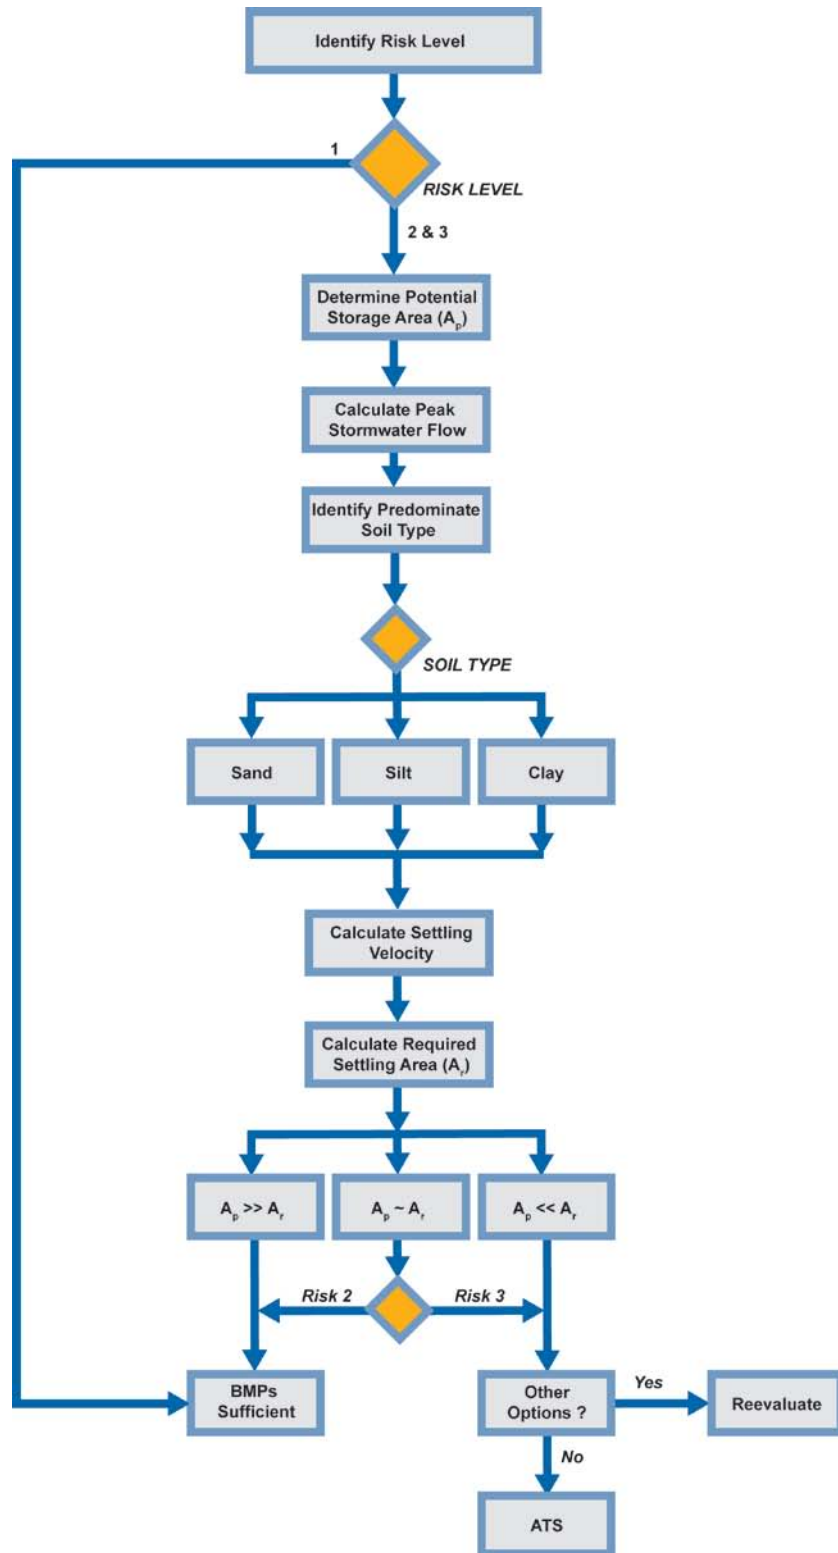 Identify Risk Level
1
RISK LEVEL
2 & 3
Determine Potential
Storage Area (Ap)
Calculate Peak
Stormwater Flow
Identify Predominate
Soil Type
SOIL TYPE
Sand
Silt
Clay
Calculate Settling
Velocity
Calculate Required
Settling Area (Ar)
Ap >> Ar
Ap ~ Ar
Ap << Ar
Risk 2
Risk 3
BMPs
Sufficient
Other
Options ?
Yes
Reevaluate
No
ATS